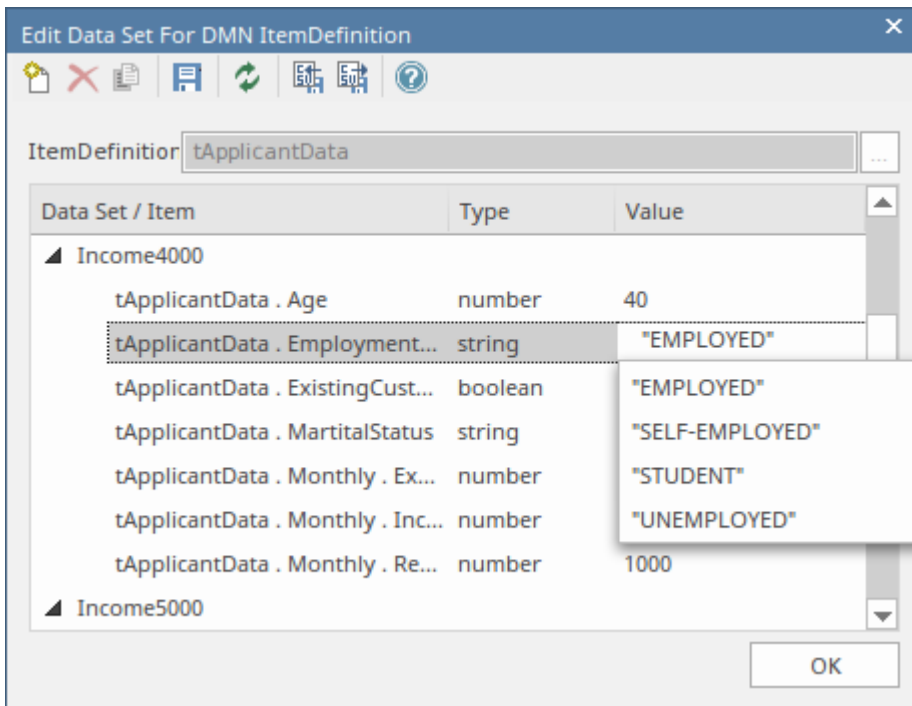 Edit Data Set For DMN ItemDefinition
ItemDefinition tApplicantData ...
Data Set / Item Type Value
Income4000
tApplicantData . Age number 40
tApplicantData . Employment... string "EMPLOYED"
tApplicantData . ExistingCust... boolean "EMPLOYED"
tApplicantData . MartitalStatus string "SELF-EMPLOYED"
tApplicantData . Monthly . Ex... number "STUDENT"
tApplicantData . Monthly . Inc... number "UNEMPLOYED"
tApplicantData . Monthly . Re... number 1000
Income5000
OK